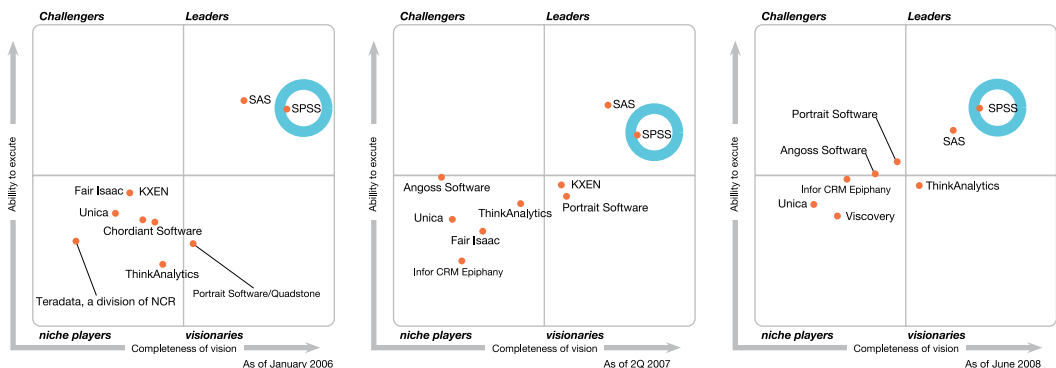 Challengers
Leaders
SAS
SPSS
Fair Isaac
KXEN
Unica
Chordiant Software
ThinkAnalytics
Teradata, a division of NCR
Portrait Software/Quadstone
niche players
visionaries
Ability to excute
Completeness of vision
As of January 2006
Challengers
Leaders
SAS
SPSS
Angoss Software
KXEN
Portrait Software
ThinkAnalytics
Unica
Fair Isaac
Infor CRM Epiphany
niche players
visionaries
Ability to excute
Completeness of vision
As of 2Q 2007
Challengers
Leaders
SPSS
Portrait Software
SAS
Angoss Software
Infor CRM Epiphany
ThinkAnalytics
Unica
Viscovery
niche players
visionaries
Ability to excute
Completeness of vision
As of June 2008